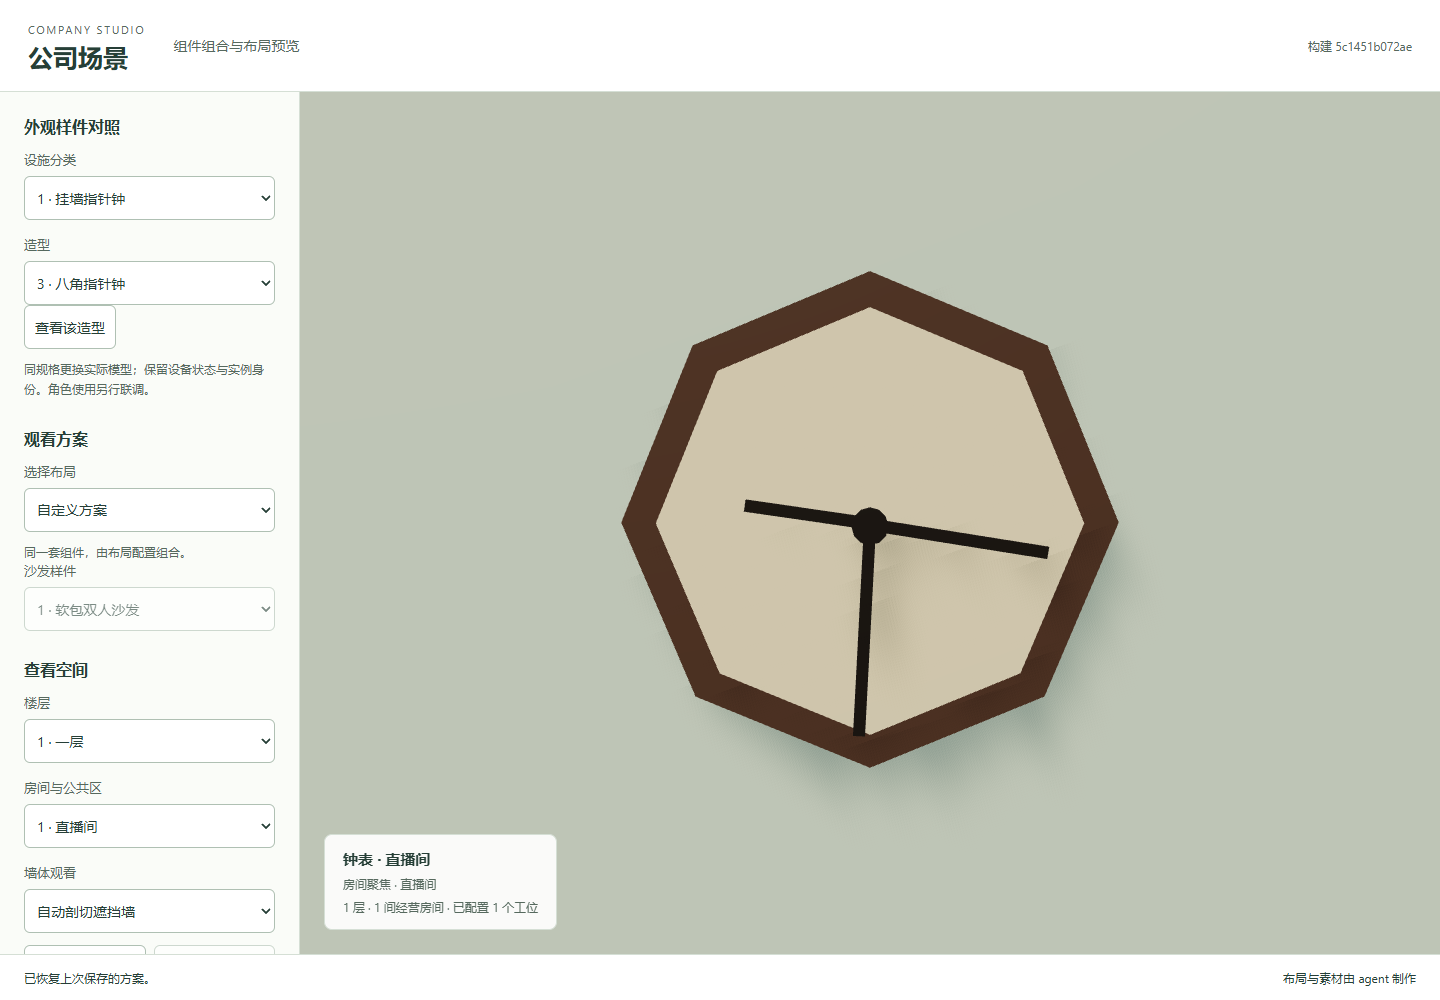 COMPANY STUDIO
公司场景
组件组合与布局预览
构建 5c1451b072ae
外观样件对照
设施分类
1 · 挂墙指针钟
造型
3 · 八角指针钟
查看该造型
同规格更换实际模型；保留设备状态与实例身
份。角色使用另行联调。
观看方案
选择布局
自定义方案
同一套组件，由布局配置组合。
沙发样件
1 · 软包双人沙发
查看空间
楼层
1 · 一层
房间与公共区
1 · 直播间
墙体观看
自动剖切遮挡墙
钟表 · 直播间
房间聚焦 · 直播间
1 层 · 1 间经营房间 · 已配置 1 个工位
已恢复上次保存的方案。
布局与素材由 agent 制作